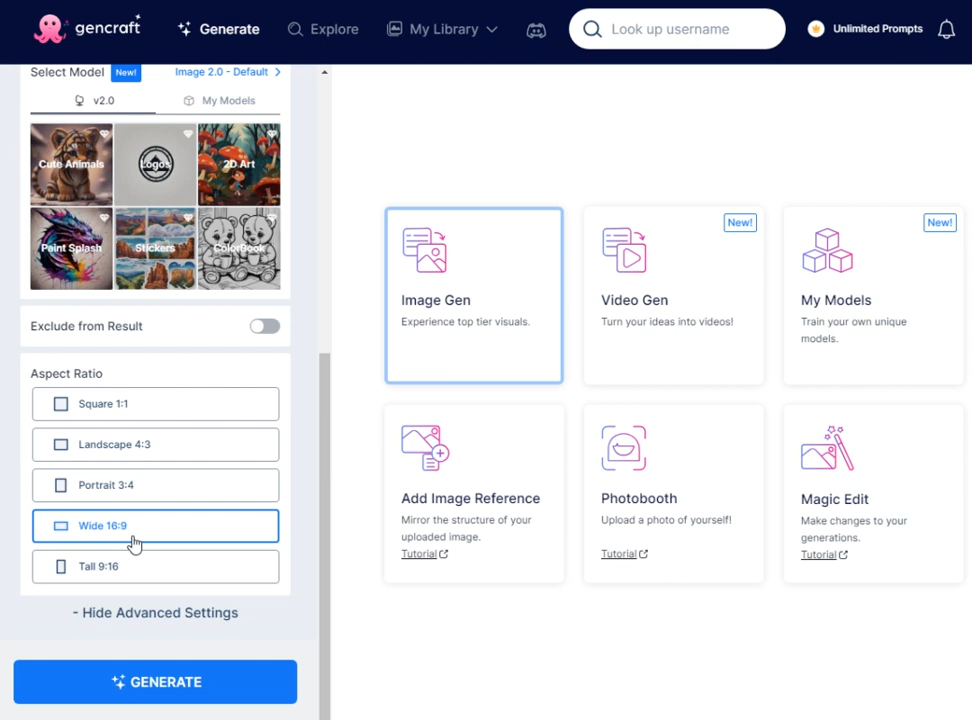 gencraft
Generate
Explore
My Library
Look up username
Unlimited Prompts
Select Model New! Image 2.0 - Default
v2.0 My Models
Cute Animals
Logos
2D Art
Paint Splash
Stickers
ColorBook
Exclude from Result
Aspect Ratio
Square 1:1
Landscape 4:3
Portrait 3:4
Wide 16:9
Tall 9:16
- Hide Advanced Settings
GENERATE
Image Gen
Experience top tier visuals.
New!
Video Gen
Turn your ideas into videos!
New!
My Models
Train your own unique
models.
Add Image Reference
Mirror the structure of your
uploaded image.
Tutorial
Photobooth
Upload a photo of yourself!
Tutorial
Magic Edit
Make changes to your
generations.
Tutorial